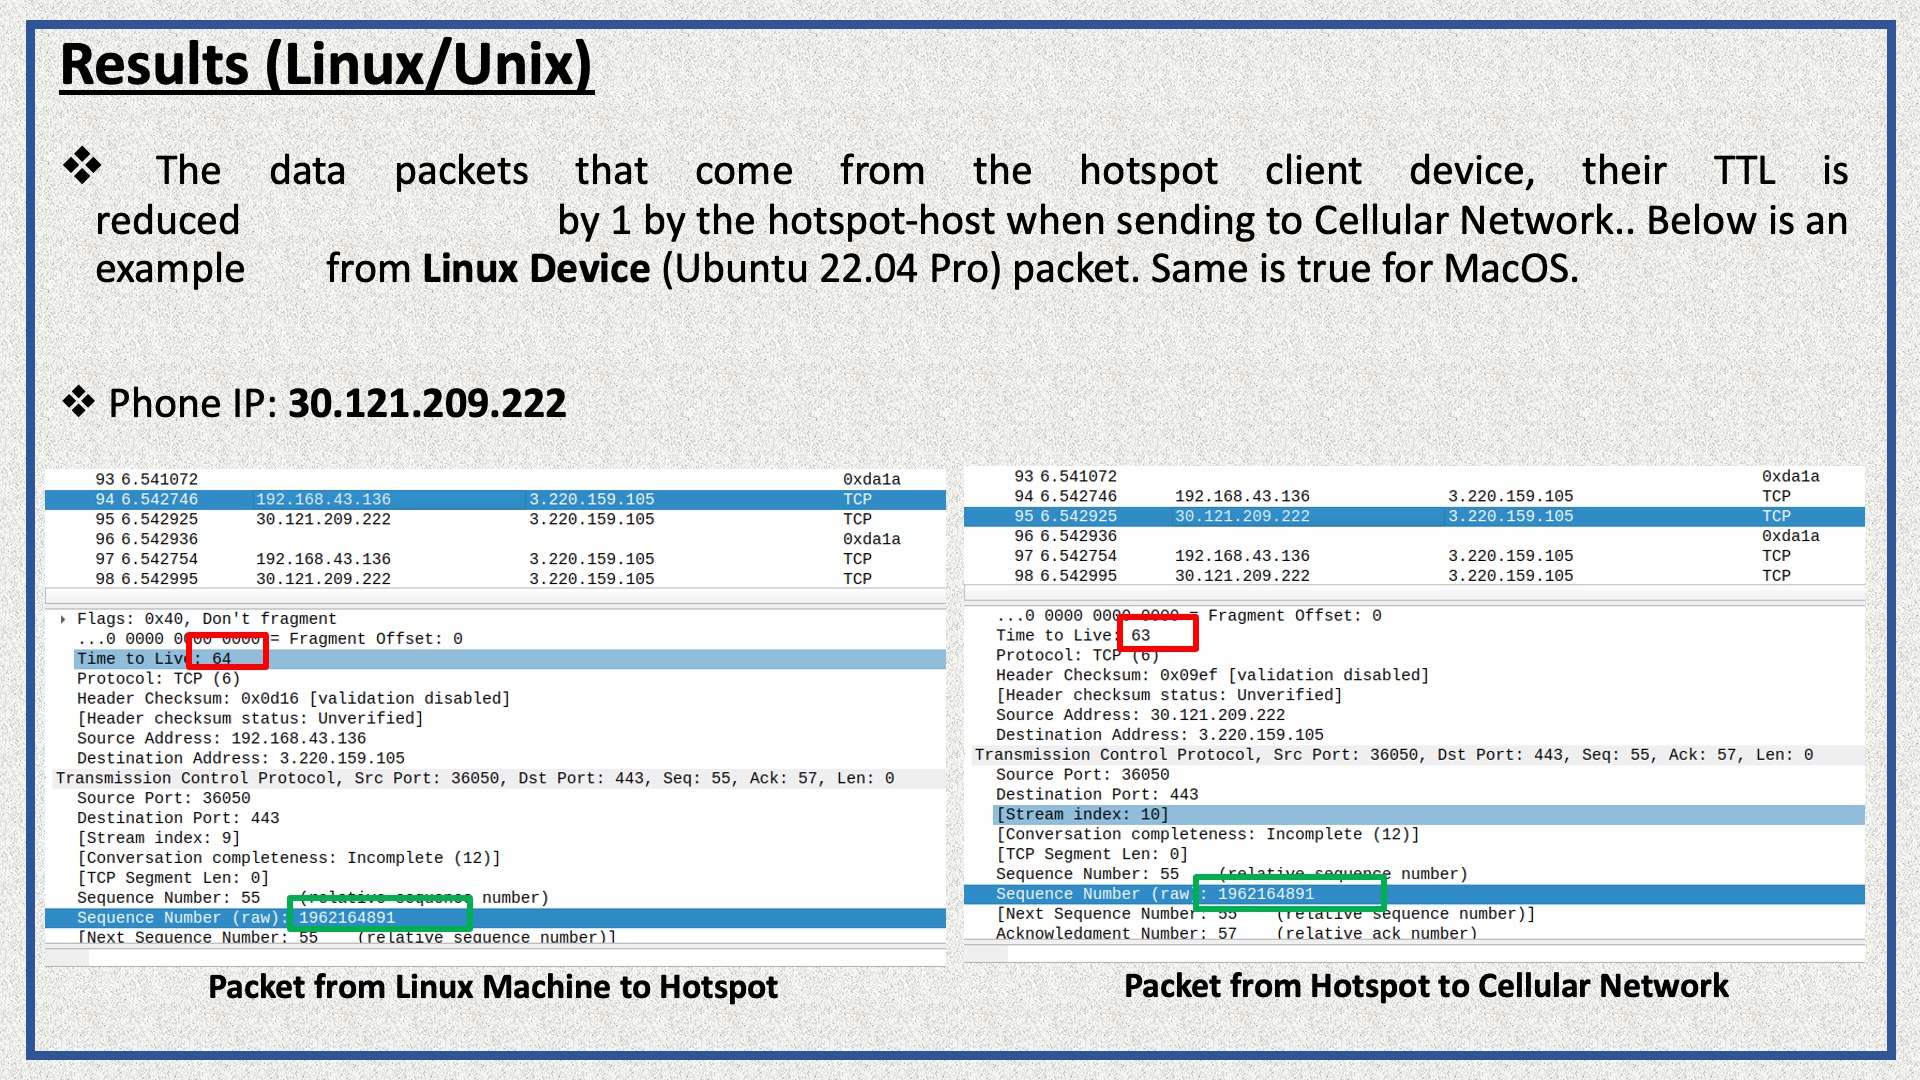 Results (Linux/Unix)
❖ The data packets that come from the hotspot client device, their TTL is
reduced by 1 by the hotspot-host when sending to Cellular Network.. Below is an
example from Linux Device (Ubuntu 22.04 Pro) packet. Same is true for MacOS.
❖ Phone IP: 30.121.209.222
93 6.541072 0xda1a
94 6.542746 192.168.43.136 3.220.159.105 TCP
95 6.542925 30.121.209.222 3.220.159.105 TCP
96 6.542936 0xda1a
97 6.542754 192.168.43.136 3.220.159.105 TCP
98 6.542995 30.121.209.222 3.220.159.105 TCP
Flags: 0x40, Don't fragment
...0 0000 0000 0000 = Fragment Offset: 0
Time to Live: 64
Protocol: TCP (6)
Header Checksum: 0x0d16 [validation disabled]
[Header checksum status: Unverified]
Source Address: 192.168.43.136
Destination Address: 3.220.159.105
Transmission Control Protocol, Src Port: 36050, Dst Port: 443, Seq: 55, Ack: 57, Len: 0
Source Port: 36050
Destination Port: 443
[Stream index: 9]
[Conversation completeness: Incomplete (12)]
[TCP Segment Len: 0]
Sequence Number: 55 (relative sequence number)
Sequence Number (raw): 1962164891
[Next Sequence Number: 55 (relative sequence number)]
Packet from Linux Machine to Hotspot
93 6.541072 0xda1a
94 6.542746 192.168.43.136 3.220.159.105 TCP
95 6.542925 30.121.209.222 3.220.159.105 TCP
96 6.542936 0xda1a
97 6.542754 192.168.43.136 3.220.159.105 TCP
98 6.542995 30.121.209.222 3.220.159.105 TCP
...0 0000 0000 0000 = Fragment Offset: 0
Time to Live: 63
Protocol: TCP (6)
Header Checksum: 0x09ef [validation disabled]
[Header checksum status: Unverified]
Source Address: 30.121.209.222
Destination Address: 3.220.159.105
Transmission Control Protocol, Src Port: 36050, Dst Port: 443, Seq: 55, Ack: 57, Len: 0
Source Port: 36050
Destination Port: 443
[Stream index: 10]
[Conversation completeness: Incomplete (12)]
[TCP Segment Len: 0]
Sequence Number: 55 (relative sequence number)
Sequence Number (raw): 1962164891
[Next Sequence Number: 55 (relative sequence number)]
Acknowledgment Number: 57 (relative ack number)
Packet from Hotspot to Cellular Network